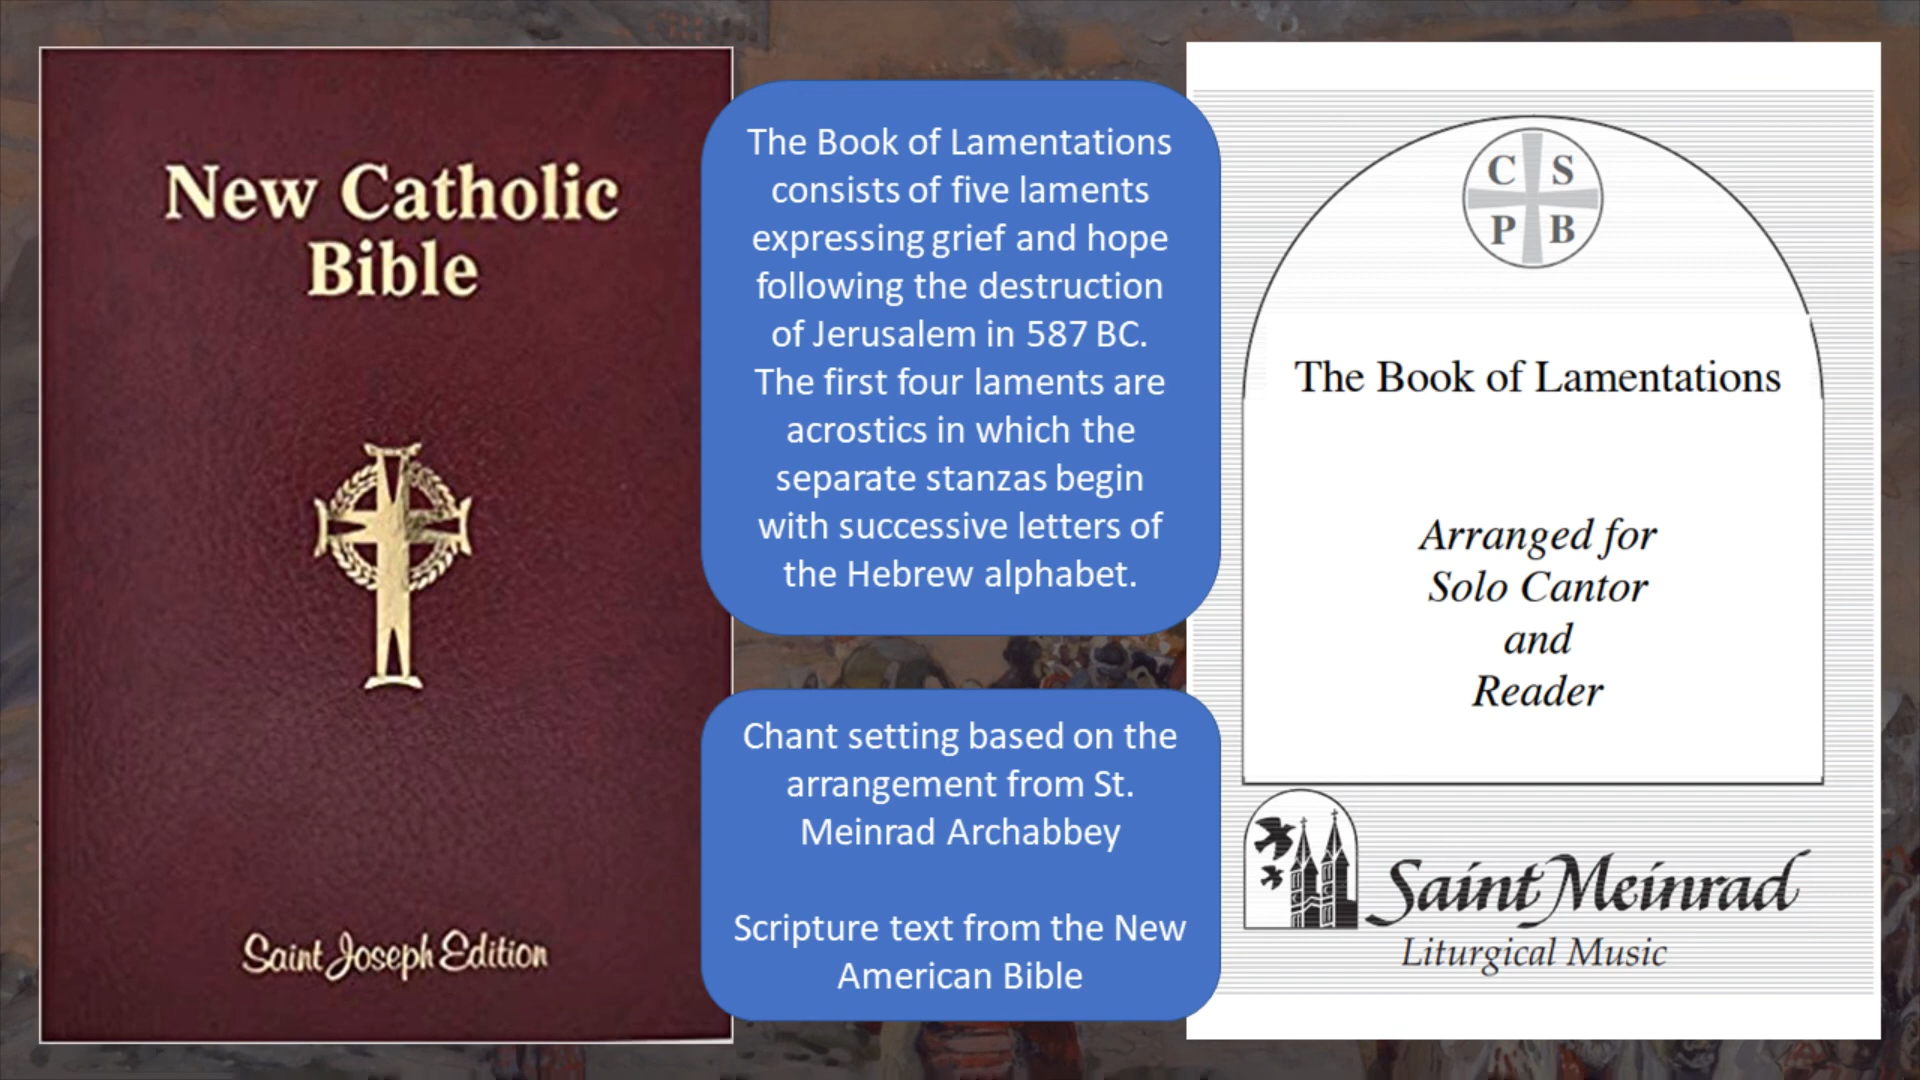 New Catholic
Bible
Saint Joseph Edition
The Book of Lamentations
consists of five laments
expressing grief and hope
following the destruction
of Jerusalem in 587 BC.
The first four laments are
acrostics in which the
separate stanzas begin
with successive letters of
the Hebrew alphabet.
Chant setting based on the
arrangement from St.
Meinrad Archabbey
Scripture text from the New
American Bible
C S
P B
The Book of Lamentations
Arranged for
Solo Cantor
and
Reader
Saint Meinrad
Liturgical Music